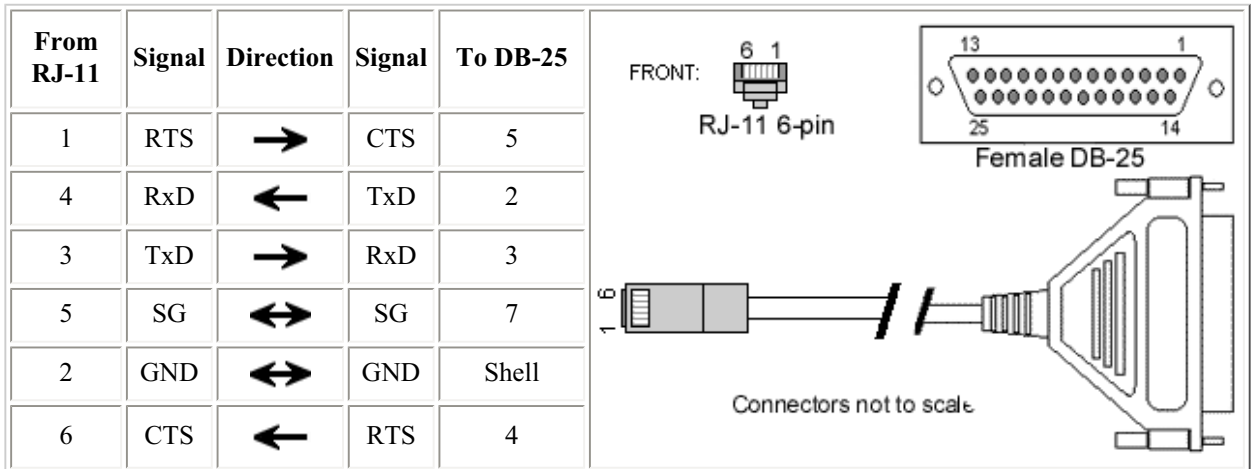 From RJ-11 Signal Direction Signal To DB-25
1 RTS → CTS 5
4 RxD ← TxD 2
3 TxD → RxD 3
5 SG ↔ SG 7
2 GND ↔ GND Shell
6 CTS ← RTS 4
6 1
FRONT:
RJ-11 6-pin
13 1
25 14
Female DB-25
6
1
Connectors not to scale